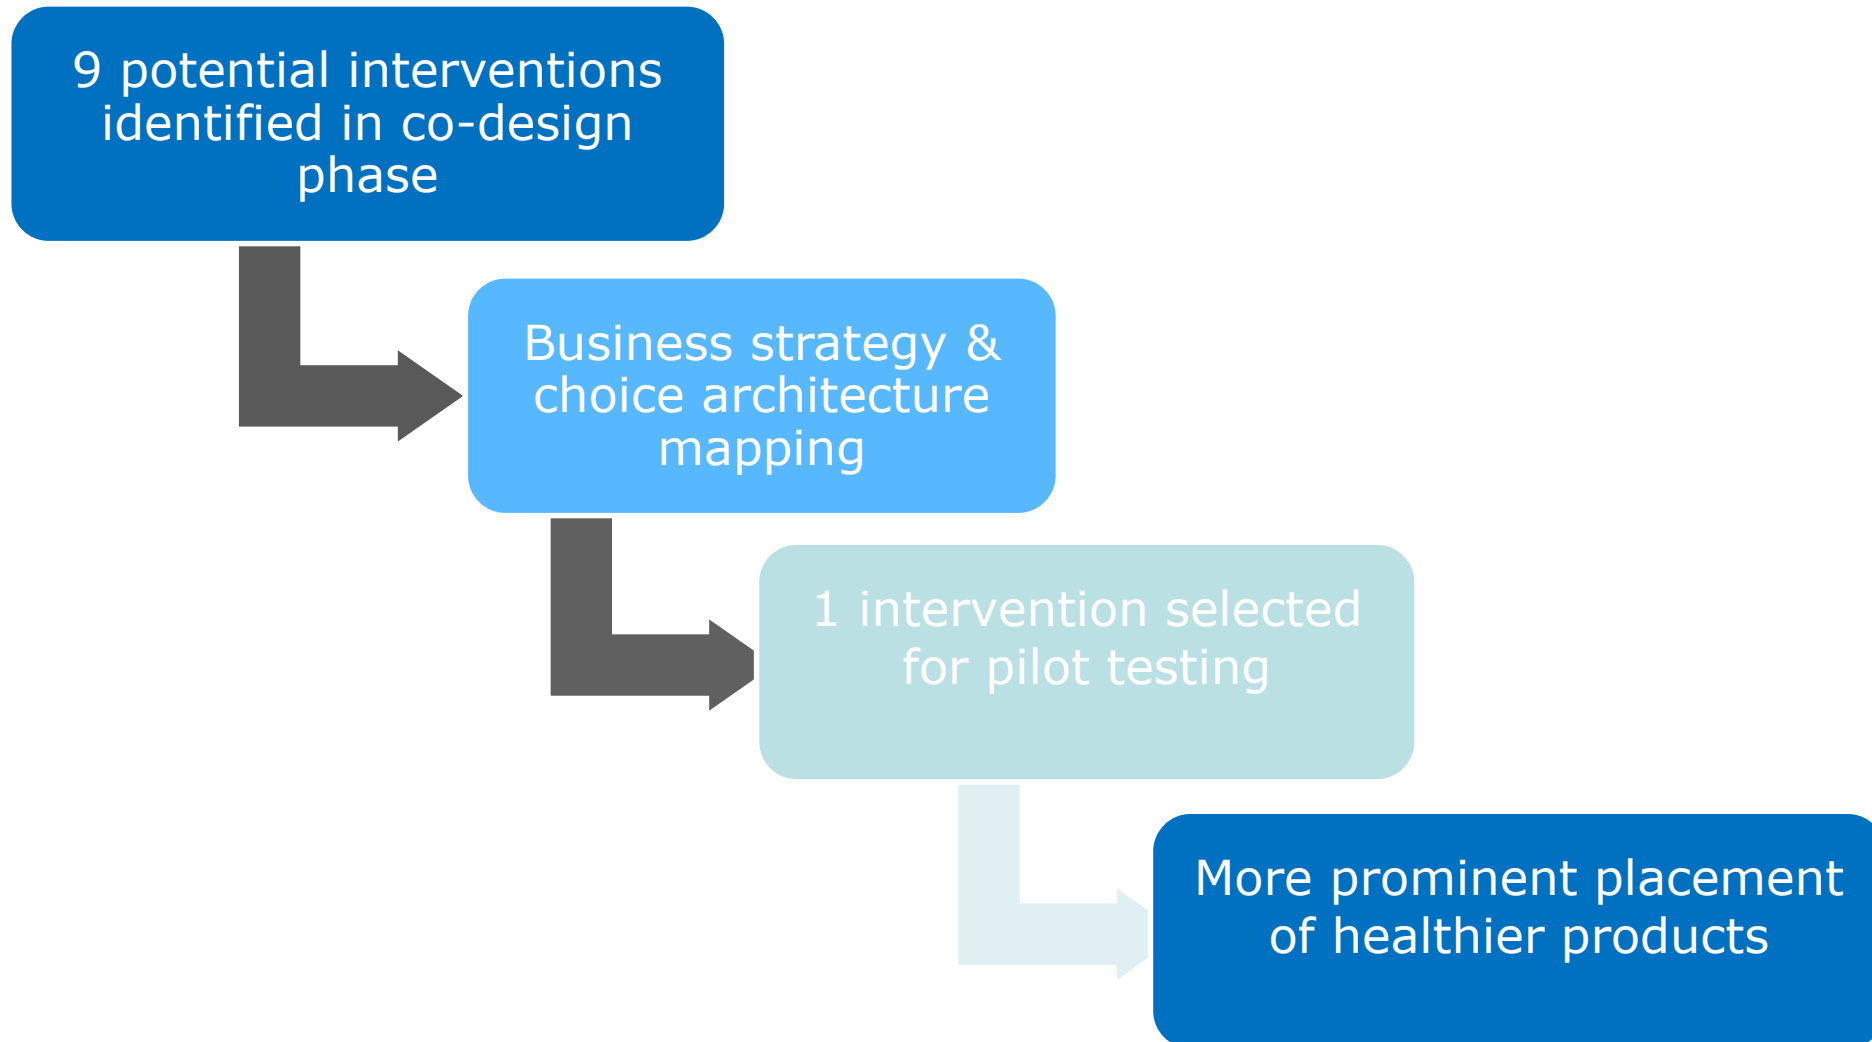 9 potential interventions
identified in co-design
phase
Business strategy &
choice architecture
mapping
1 intervention selected
for pilot testing
More prominent placement
of healthier products